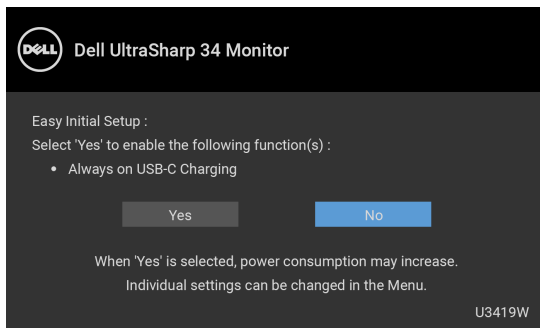 DELL Dell UltraSharp 34 Monitor
Easy Initial Setup :
Select 'Yes' to enable the following function(s) :
• Always on USB-C Charging
Yes No
When 'Yes' is selected, power consumption may increase.
Individual settings can be changed in the Menu.
U3419W